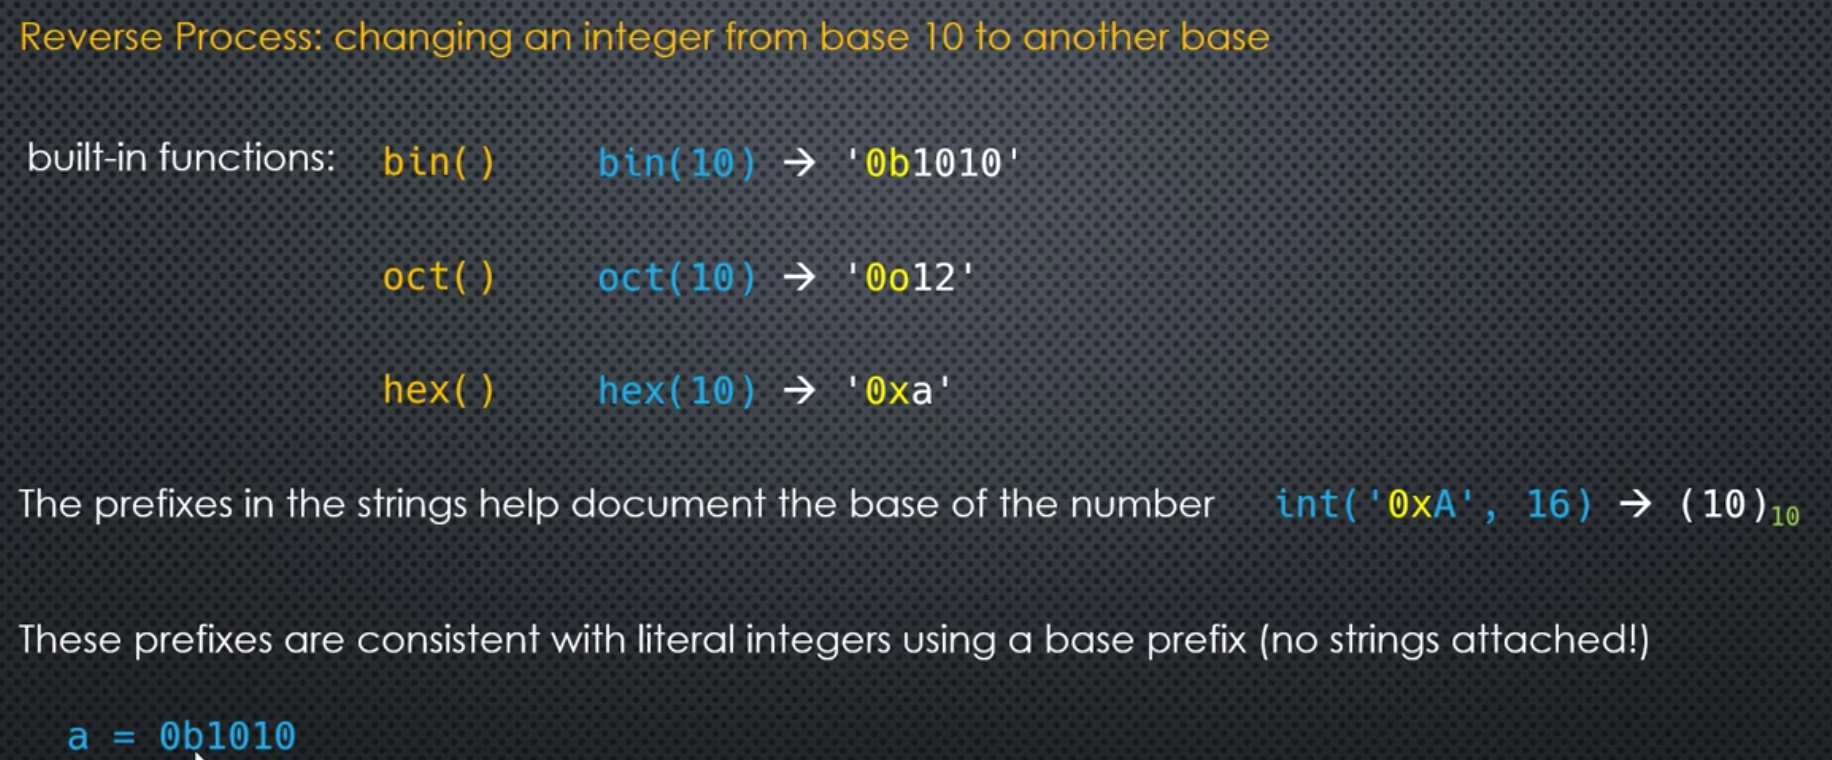 Reverse Process: changing an integer from base 10 to another base
built-in functions: bin() bin(10) → '0b1010'
oct() oct(10) → '0o12'
hex() hex(10) → '0xa'
The prefixes in the strings help document the base of the number int('0xA', 16) → (10)₁₀
These prefixes are consistent with literal integers using a base prefix (no strings attached!)
a = 0b1010